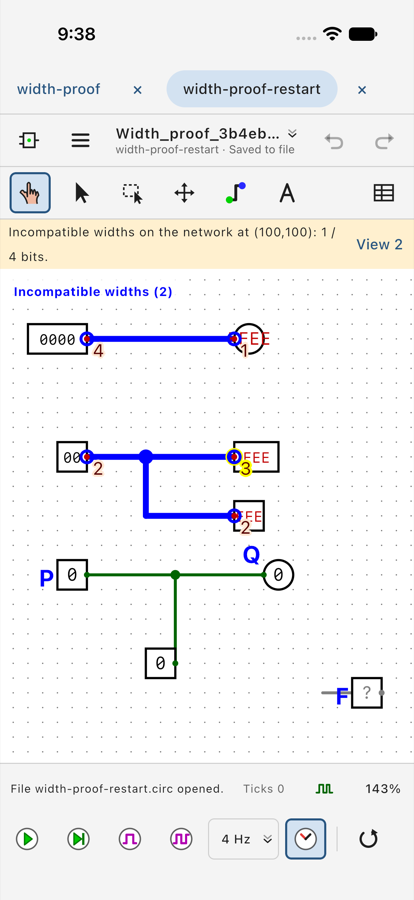 9:38
width-proof × width-proof-restart ×
Width_proof_3b4eb...
width-proof-restart · Saved to file
A
Incompatible widths on the network at (100,100): 1 /
4 bits.
View 2
Incompatible widths (2)
0000 4 EEE 1
00 2 EEE 3
EE 2
Q
P 0 0
0
F ?
File width-proof-restart.circ opened. Ticks 0 143%
4 Hz